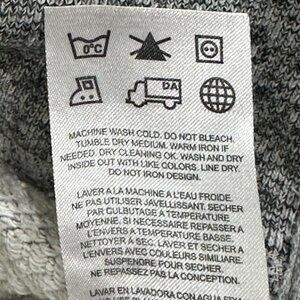 0°C
DA
MACHINE WASH COLD. DO NOT BLEACH.
TUMBLE DRY MEDIUM. WARM IRON IF
NEEDED. DRY CLEANING OK. WASH AND DRY
INSIDE OUT WITH LIKE COLORS. LINE DRY.
DO NOT IRON DESIGN.
LAVER A LA MACHINE A L'EAU FROIDE.
NE PAS UTILISER JAVELLISSANT. SECHER
PAR CULBUTAGE A TEMPERATURE
MOYENNE. SI NECESSAIRE REPASSER A
L'ENVERS A TEMPERATURE BASSE.
NETTOYER A SEC. LAVER ET SECHER
A L'ENVERS AVEC COULEURS SIMILIAIRE.
SUSPENDRE POUR SECHER.
NE REPASSEZ PAS LA CONCEPTION.
LAVAR EN LAVADORA CON AGUA